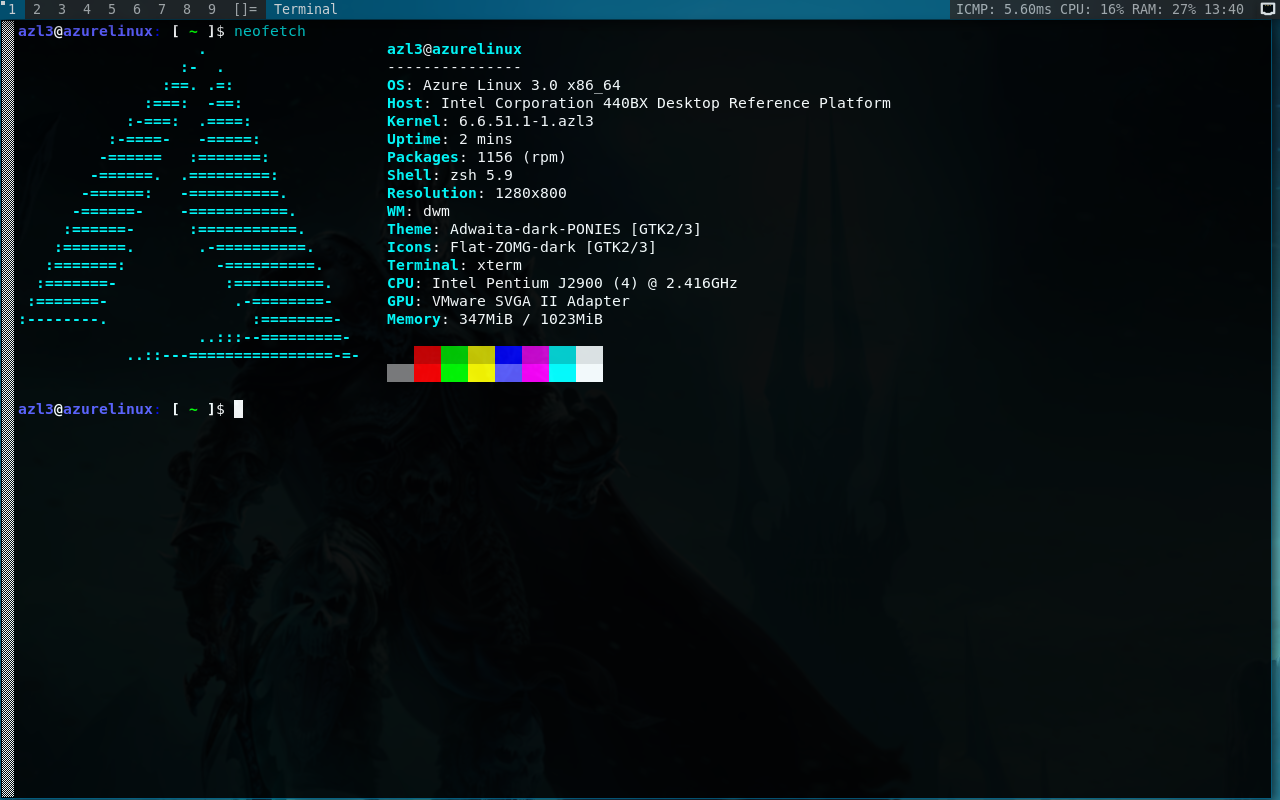 1 2 3 4 5 6 7 8 9 []= Terminal ICMP: 5.60ms CPU: 16% RAM: 27% 13:40
azl3@azurelinux: [ ~ ]$ neofetch
azl3@azurelinux
---------------
OS: Azure Linux 3.0 x86_64
Host: Intel Corporation 440BX Desktop Reference Platform
Kernel: 6.6.51.1-1.azl3
Uptime: 2 mins
Packages: 1156 (rpm)
Shell: zsh 5.9
Resolution: 1280x800
WM: dwm
Theme: Adwaita-dark-PONIES [GTK2/3]
Icons: Flat-ZOMG-dark [GTK2/3]
Terminal: xterm
CPU: Intel Pentium J2900 (4) @ 2.416GHz
GPU: VMware SVGA II Adapter
Memory: 347MiB / 1023MiB
azl3@azurelinux: [ ~ ]$